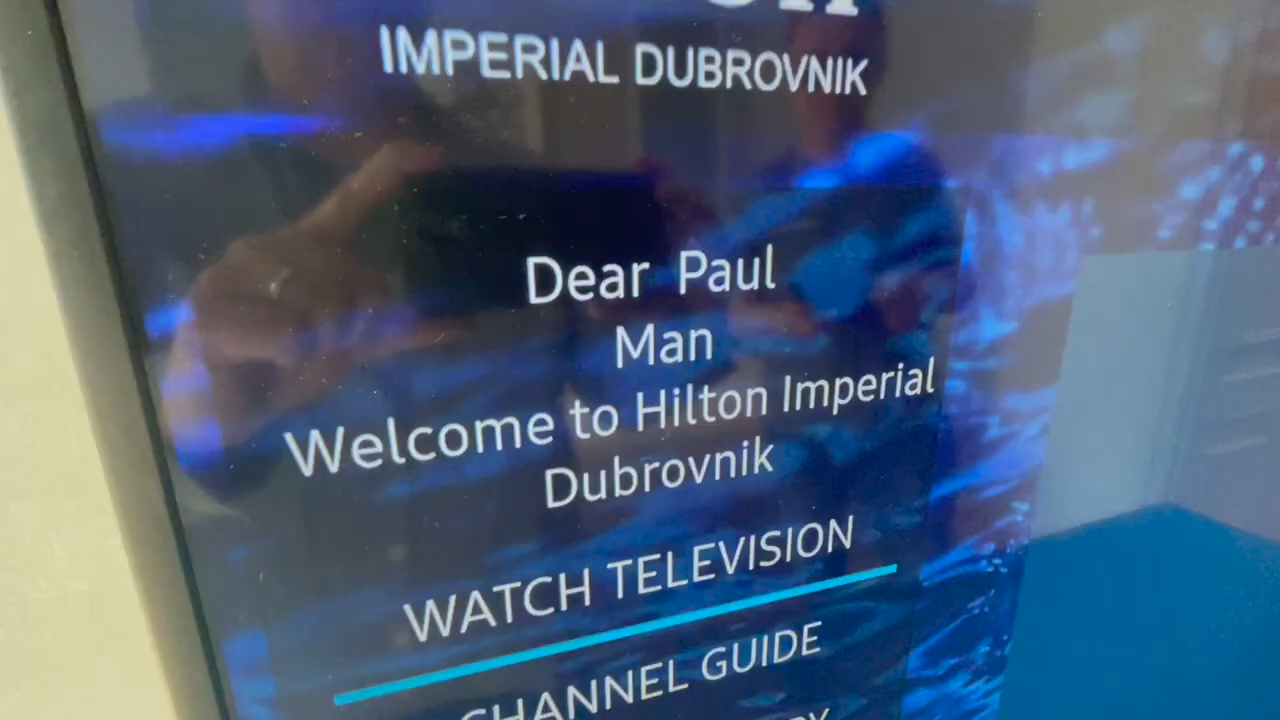 IMPERIAL DUBROVNIK
Dear Paul
Man
Welcome to Hilton Imperial
Dubrovnik
WATCH TELEVISION
CHANNEL GUIDE